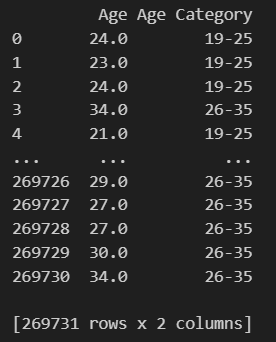 Age Age Category
0 24.0 19-25
1 23.0 19-25
2 24.0 19-25
3 34.0 26-35
4 21.0 19-25
... ... ...
269726 29.0 26-35
269727 27.0 26-35
269728 27.0 26-35
269729 30.0 26-35
269730 34.0 26-35
[269731 rows x 2 columns]